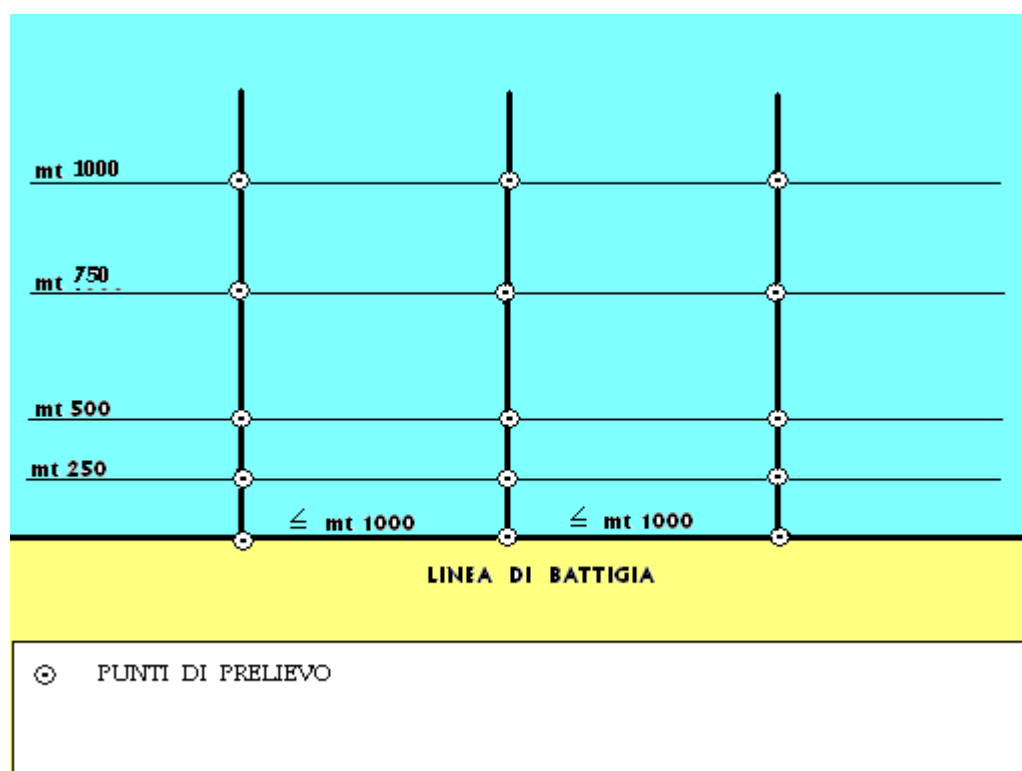 mt 1000
mt 750
mt 500
mt 250
≤ mt 1000 ≤ mt 1000
LINEA DI BATTIGIA
PUNTI DI PRELIEVO